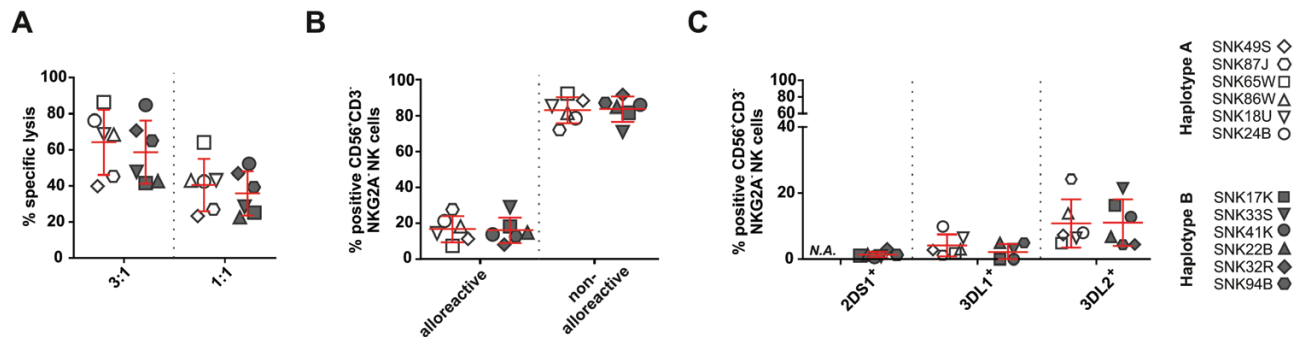 A
% specific lysis
100
80
60
40
20
0
3:1
1:1
B
% positive CD56+CD3-
NKG2A- NK cells
100
80
60
40
20
0
alloreactive
non-
alloreactive
C
% positive CD56+CD3-
NKG2A- NK cells
100
80
60
40
20
0
N.A.
2DS1+
3DL1+
3DL2+
Haplotype A
SNK49S
SNK87J
SNK65W
SNK86W
SNK18U
SNK24B
Haplotype B
SNK17K
SNK33S
SNK41K
SNK22B
SNK32R
SNK94B